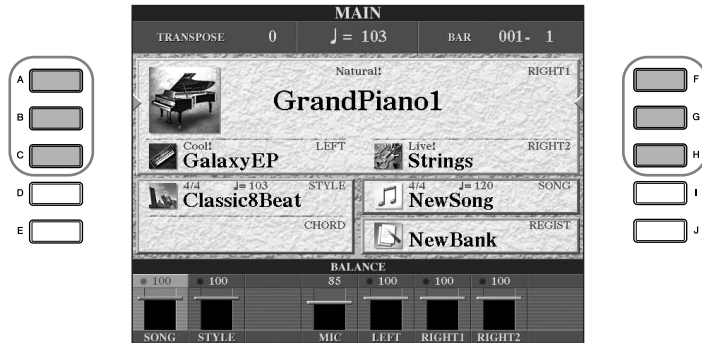 MAIN
TRANSPOSE 0 ♩= 103 BAR 001- 1
Natural! RIGHT1
GrandPiano1
Cool! LEFT
GalaxyEP
Live! RIGHT2
Strings
4/4 ♩= 103 STYLE
Classic8Beat
4/4 ♩= 120 SONG
NewSong
CHORD
REGIST
NewBank
BALANCE
100 100 85 100 100 100
SONG STYLE MIC LEFT RIGHT1 RIGHT2
A
B
C
D
E
F
G
H
I
J